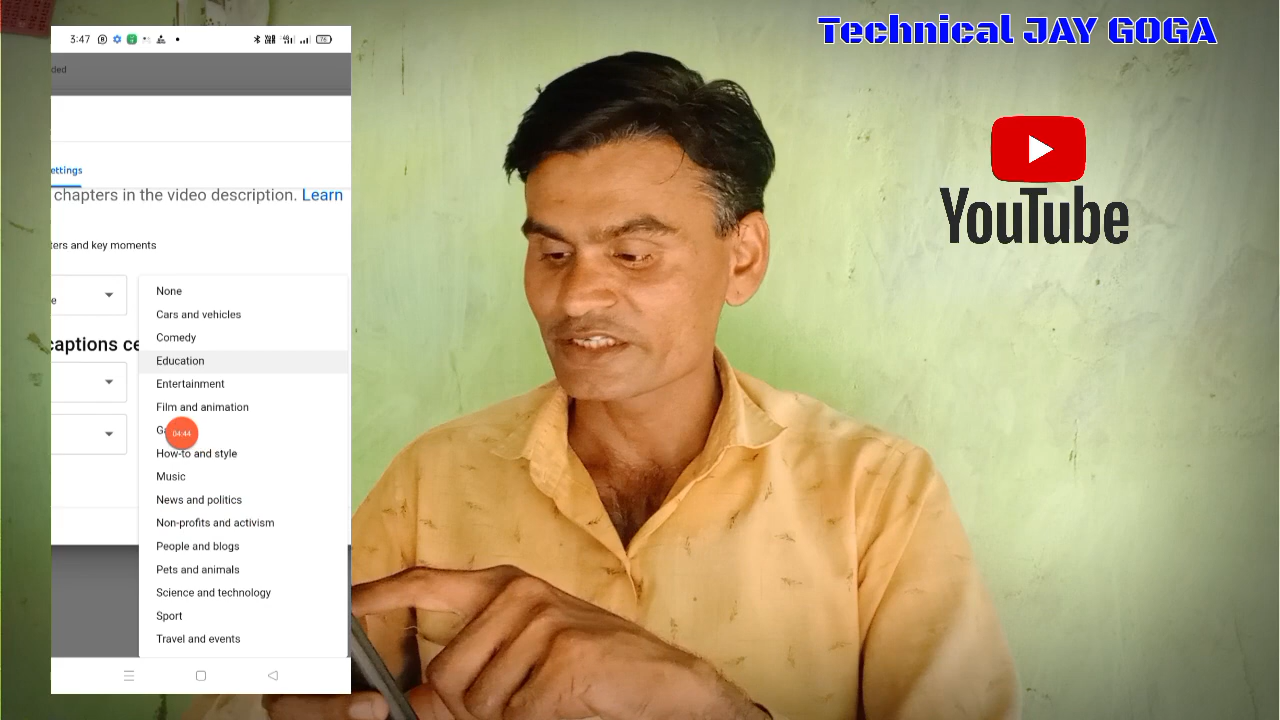 Technical JAY GOGA
YouTube
3:47
ded
ettings
chapters in the video description. Learn
ters and key moments
None
Cars and vehicles
e
Comedy
captions ce
Education
Entertainment
Film and animation
04:44
How-to and style
Music
News and politics
Non-profits and activism
People and blogs
Pets and animals
Science and technology
Sport
Travel and events